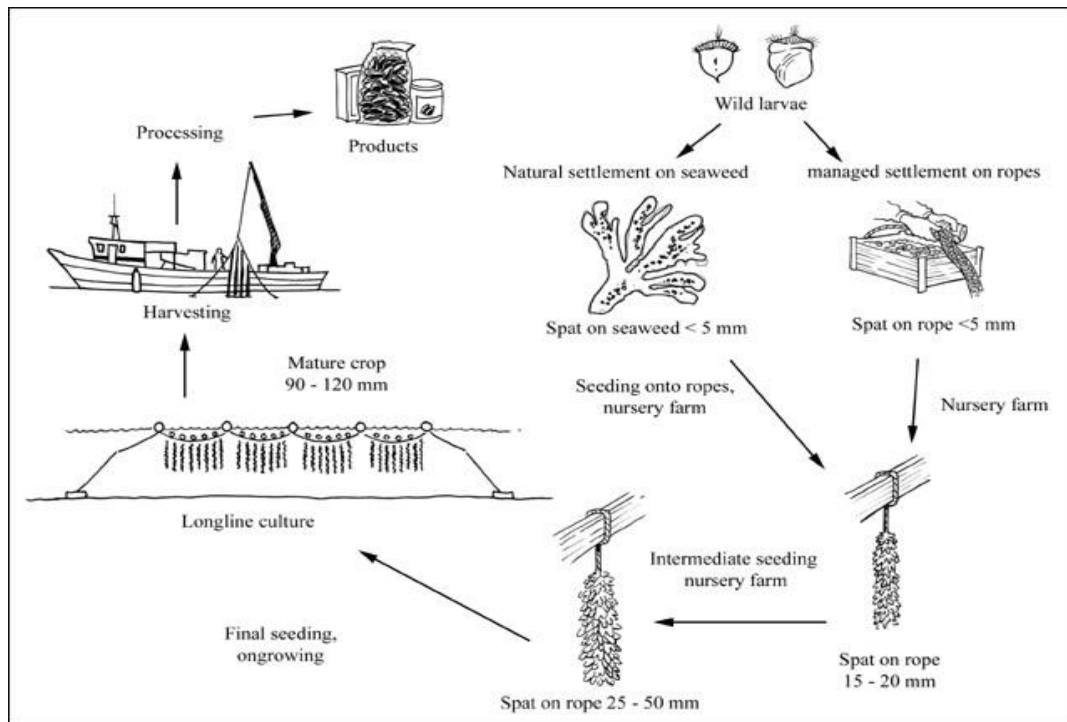 Wild larvae
Natural settlement on seaweed
managed settlement on ropes
Spat on seaweed < 5 mm
Spat on rope <5 mm
Seeding onto ropes,
nursery farm
Nursery farm
Spat on rope
15 - 20 mm
Intermediate seeding
nursery farm
Spat on rope 25 - 50 mm
Final seeding,
ongrowing
Longline culture
Mature crop
90 - 120 mm
Harvesting
Processing
Products